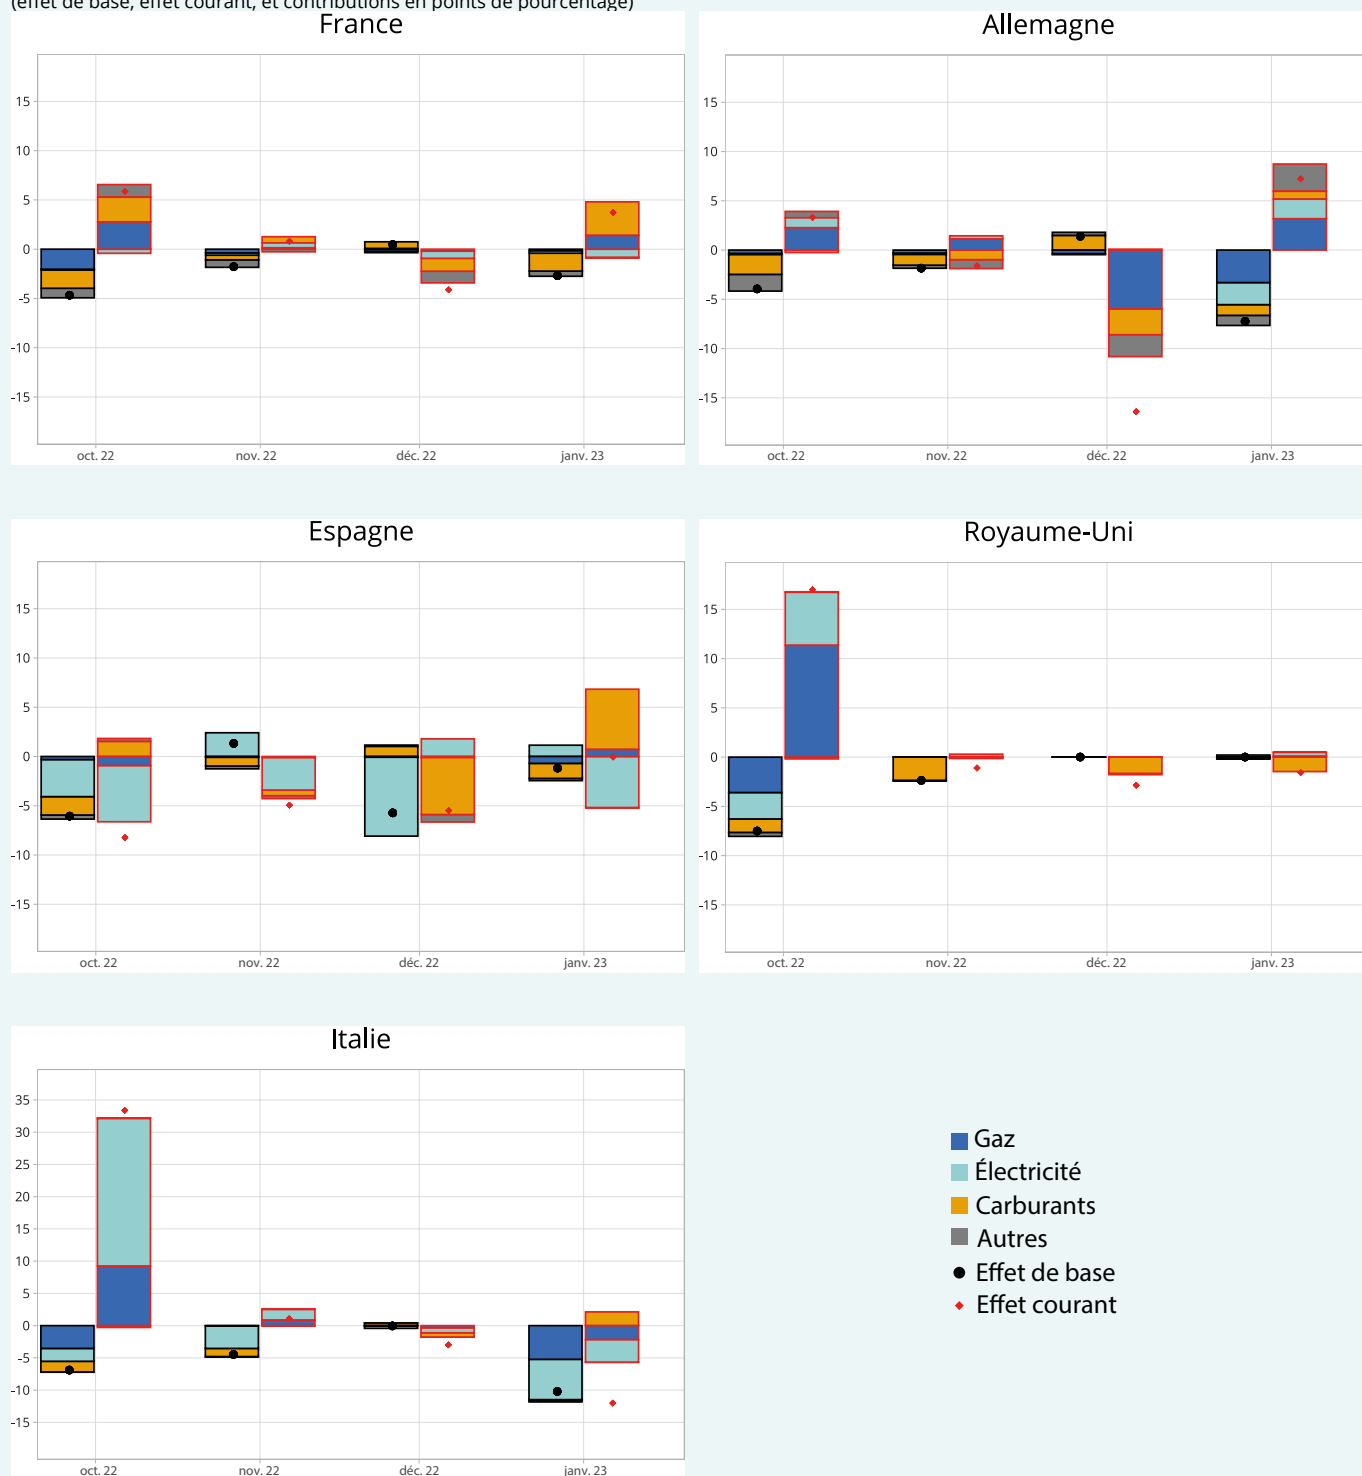 (effet de base, effet courant, et contributions en points de pourcentage)
France
15
10
5
0
-5
-10
-15
oct. 22 nov. 22 déc. 22 janv. 23
Allemagne
15
10
5
0
-5
-10
-15
oct. 22 nov. 22 déc. 22 janv. 23
Espagne
15
10
5
0
-5
-10
-15
oct. 22 nov. 22 déc. 22 janv. 23
Royaume-Uni
15
10
5
0
-5
-10
-15
oct. 22 nov. 22 déc. 22 janv. 23
Italie
35
30
25
20
15
10
5
0
-5
-10
-15
oct. 22 nov. 22 déc. 22 janv. 23
Gaz
Électricité
Carburants
Autres
Effet de base
Effet courant